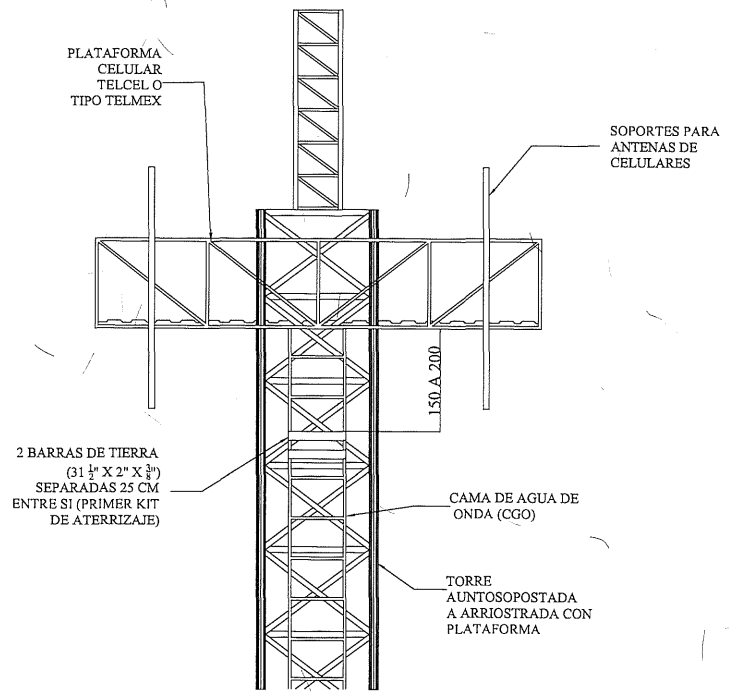 PLATAFORMA
CELULAR
TELCEL O
TIPO TELMEX
SOPORTES PARA
ANTENAS DE
CELULARES
150 A 200
2 BARRAS DE TIERRA
(31 1/2" X 2" X 3/8")
SEPARADAS 25 CM
ENTRE SI (PRIMER KIT
DE ATERRIZAJE)
CAMA DE AGUA DE
ONDA (CGO)
TORRE
AUNTOSOPOSTADA
A ARRIOSTRADA CON
PLATAFORMA